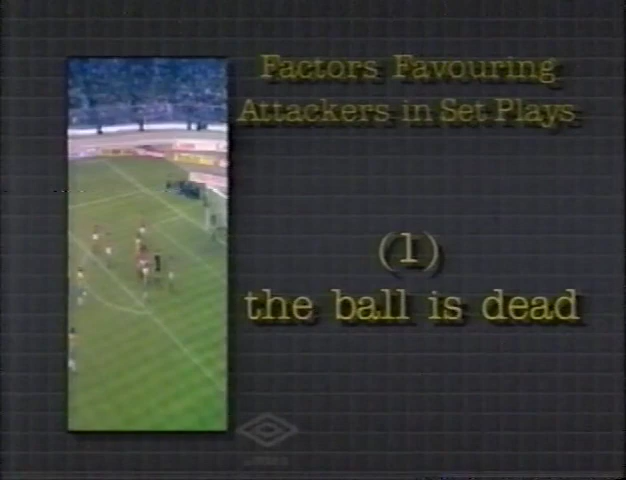 Factors Favouring
Attackers in Set Plays
(1)
the ball is dead